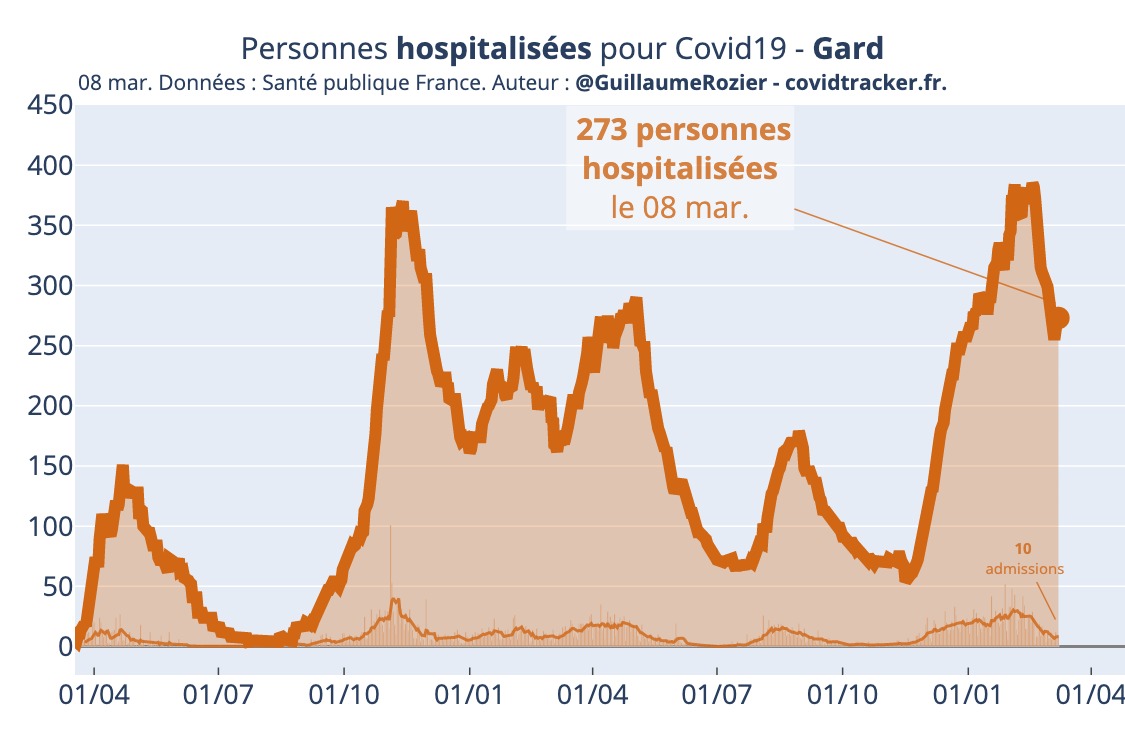 Personnes hospitalisées pour Covid19 - Gard
08 mar. Données : Santé publique France. Auteur : @GuillaumeRozier - covidtracker.fr.
450
273 personnes
hospitalisées
le 08 mar.
400
350
300
250
200
150
100
10
admissions
50
0
01/04 01/07 01/10 01/01 01/04 01/07 01/10 01/01 01/04